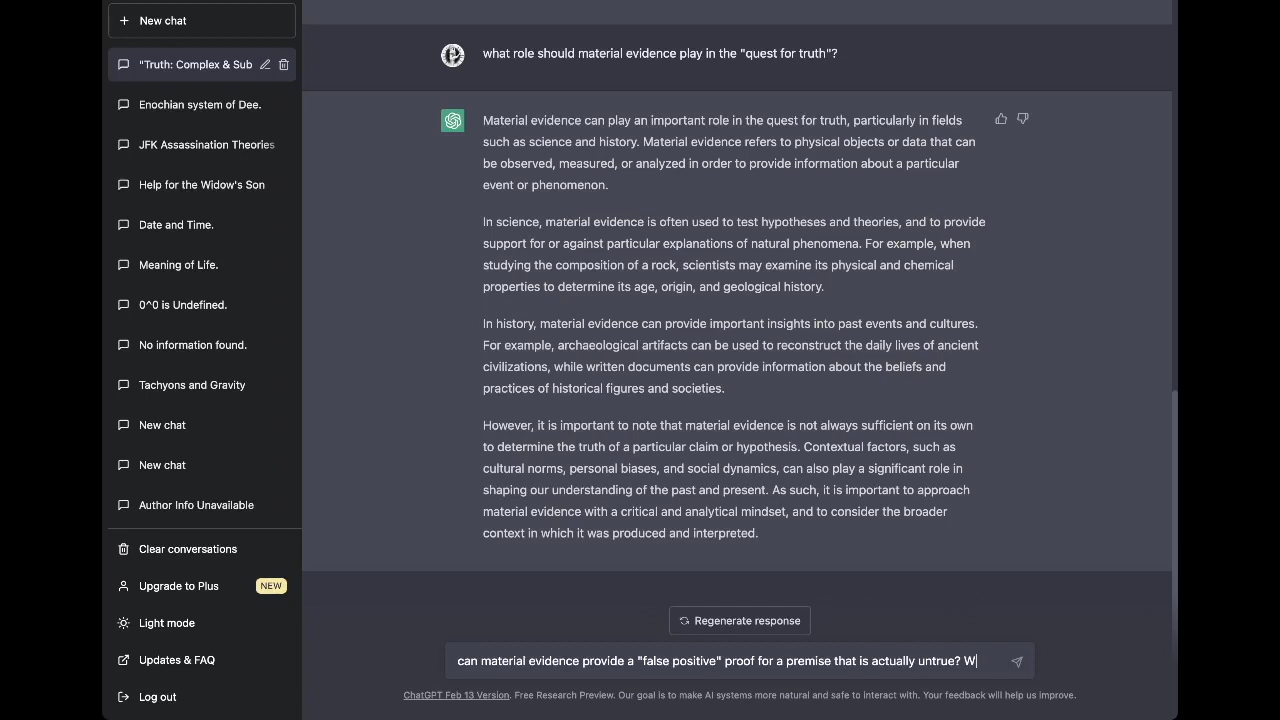 New chat
"Truth: Complex & Sub
Enochian system of Dee.
JFK Assassination Theories
Help for the Widow's Son
Date and Time.
Meaning of Life.
0^0 is Undefined.
No information found.
Tachyons and Gravity
New chat
New chat
Author Info Unavailable
Clear conversations
Upgrade to Plus NEW
Light mode
Updates & FAQ
Log out
what role should material evidence play in the "quest for truth"?
Material evidence can play an important role in the quest for truth, particularly in fields
such as science and history. Material evidence refers to physical objects or data that can
be observed, measured, or analyzed in order to provide information about a particular
event or phenomenon.
In science, material evidence is often used to test hypotheses and theories, and to provide
support for or against particular explanations of natural phenomena. For example, when
studying the composition of a rock, scientists may examine its physical and chemical
properties to determine its age, origin, and geological history.
In history, material evidence can provide important insights into past events and cultures.
For example, archaeological artifacts can be used to reconstruct the daily lives of ancient
civilizations, while written documents can provide information about the beliefs and
practices of historical figures and societies.
However, it is important to note that material evidence is not always sufficient on its own
to determine the truth of a particular claim or hypothesis. Contextual factors, such as
cultural norms, personal biases, and social dynamics, can also play a significant role in
shaping our understanding of the past and present. As such, it is important to approach
material evidence with a critical and analytical mindset, and to consider the broader
context in which it was produced and interpreted.
Regenerate response
can material evidence provide a "false positive" proof for a premise that is actually untrue? W
ChatGPT Feb 13 Version. Free Research Preview. Our goal is to make AI systems more natural and safe to interact with. Your feedback will help us improve.